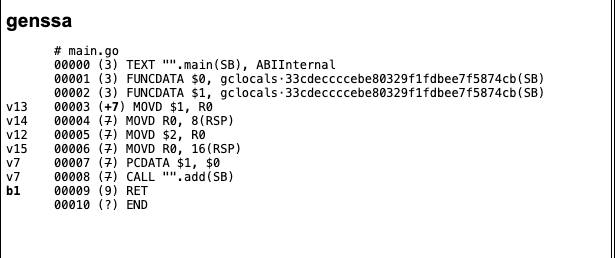 genssa
# main.go
00000 (3) TEXT "".main(SB), ABIInternal
00001 (3) FUNCDATA $0, gclocals·33cdeccccebe80329f1fdbee7f5874cb(SB)
00002 (3) FUNCDATA $1, gclocals·33cdeccccebe80329f1fdbee7f5874cb(SB)
v13 00003 (+7) MOVD $1, R0
v14 00004 (7) MOVD R0, 8(RSP)
v12 00005 (7) MOVD $2, R0
v15 00006 (7) MOVD R0, 16(RSP)
v7 00007 (7) PCDATA $1, $0
v7 00008 (7) CALL "".add(SB)
b1 00009 (9) RET
00010 (?) END